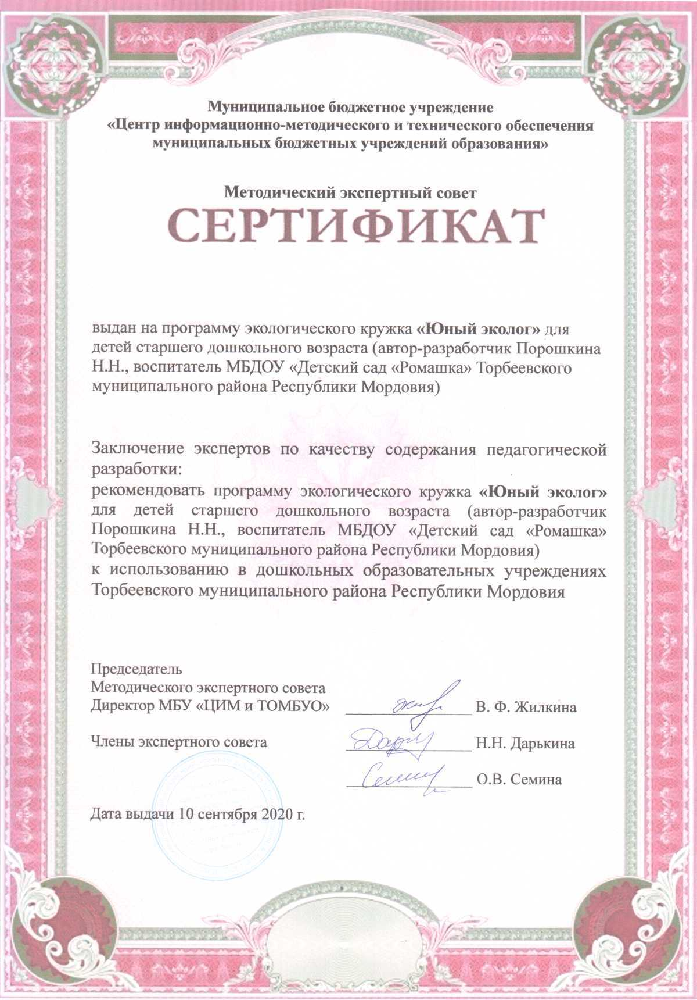 Муниципальное бюджетное учреждение
«Центр информационно-методического и технического обеспечения
муниципальных бюджетных учреждений образования»
Методический экспертный совет
СЕРТИФИКАТ
выдан на программу экологического кружка «Юный эколог» для
детей старшего дошкольного возраста (автор-разработчик Порошкина
Н.Н., воспитатель МБДОУ «Детский сад «Ромашка» Торбеевского
муниципального района Республики Мордовия)
Заключение экспертов по качеству содержания педагогической
разработки:
рекомендовать программу экологического кружка «Юный эколог»
для детей старшего дошкольного возраста (автор-разработчик
Порошкина Н.Н., воспитатель МБДОУ «Детский сад «Ромашка»
Торбеевского муниципального района Республики Мордовия)
к использованию в дошкольных образовательных учреждениях
Торбеевского муниципального района Республики Мордовия
Председатель
Методического экспертного совета
Директор МБУ «ЦИМ и ТОМБУО» В. Ф. Жилкина
Члены экспертного совета Н.Н. Дарькина
О.В. Семина
Дата выдачи 10 сентября 2020 г.